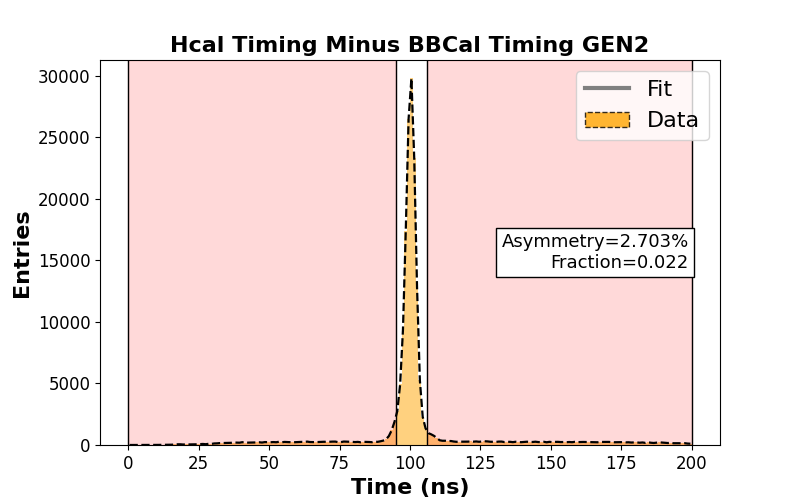 Hcal Timing Minus BBCal Timing GEN2
30000
25000
20000
15000
10000
5000
0
Entries
Fit
Data
Asymmetry=2.703%
Fraction=0.022
0 25 50 75 100 125 150 175 200
Time (ns)